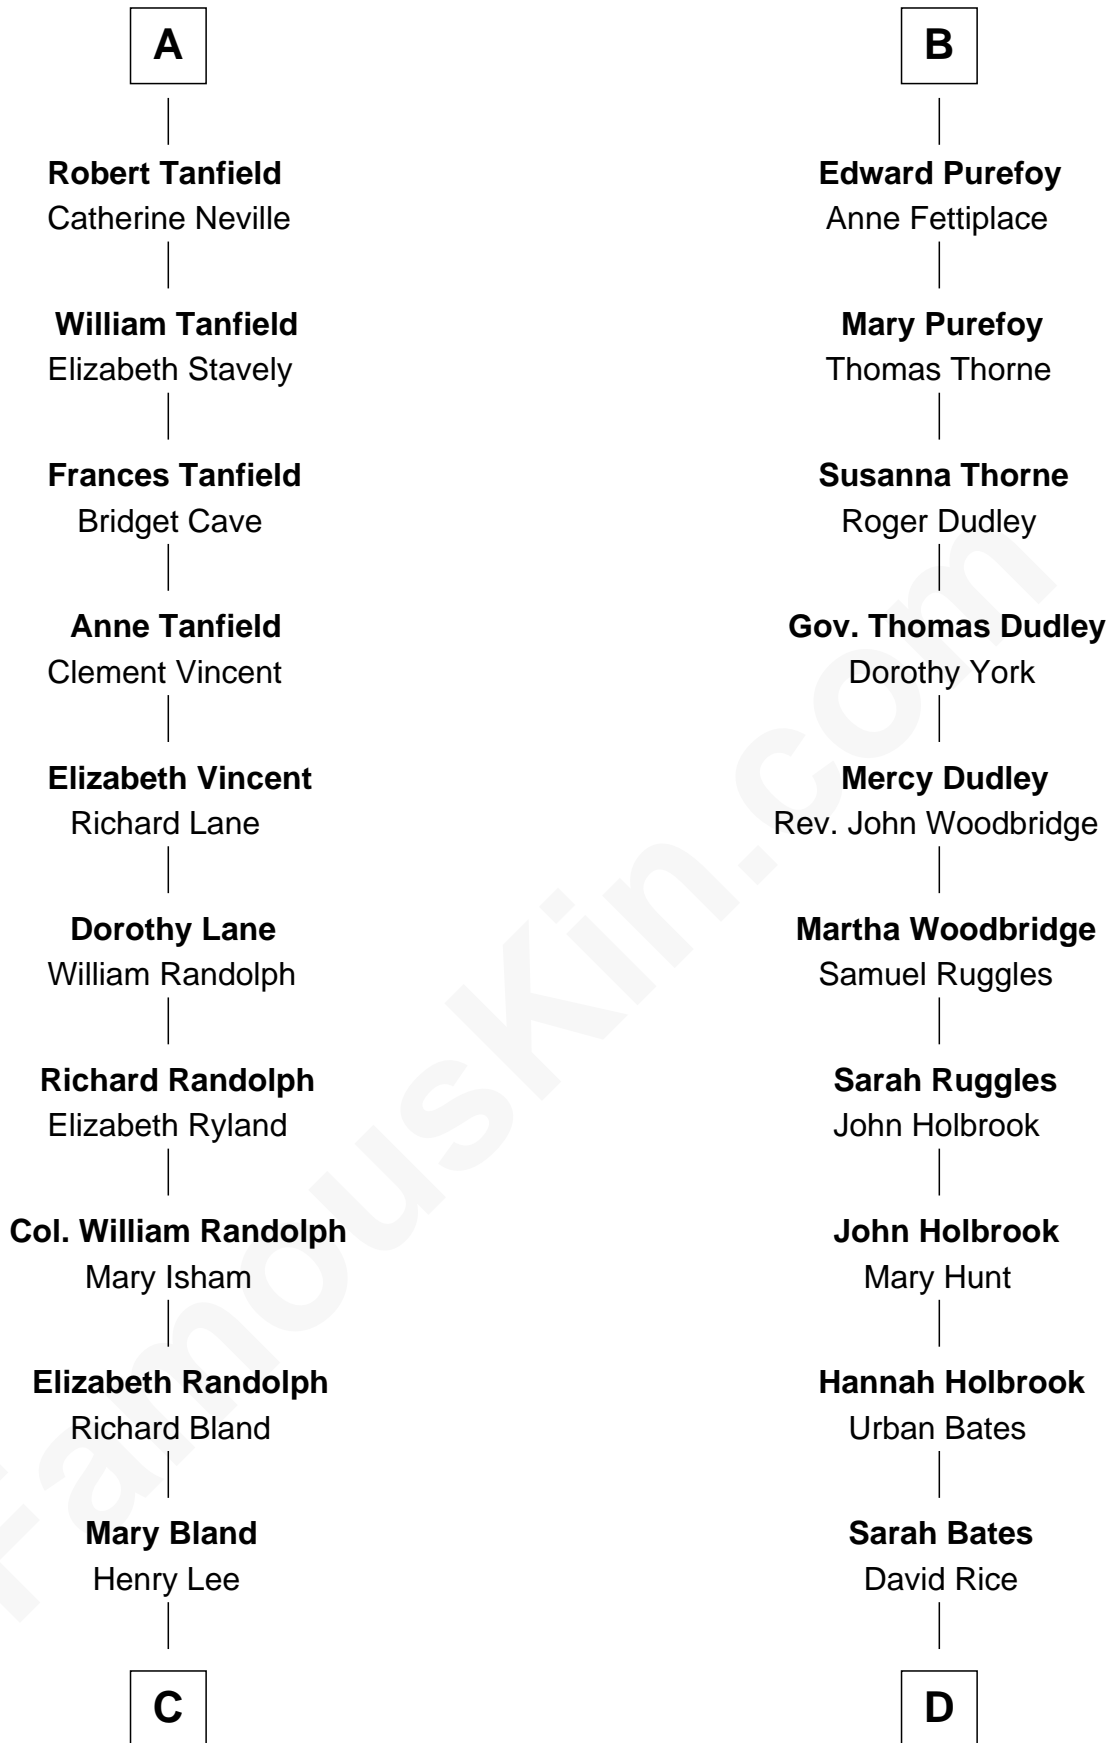 A
Robert Tanfield
Catherine Neville
William Tanfield
Elizabeth Stavely
Frances Tanfield
Bridget Cave
Anne Tanfield
Clement Vincent
Elizabeth Vincent
Richard Lane
Dorothy Lane
William Randolph
Richard Randolph
Elizabeth Ryland
Col. William Randolph
Mary Isham
Elizabeth Randolph
Richard Bland
Mary Bland
Henry Lee
C
B
Edward Purefoy
Anne Fettiplace
Mary Purefoy
Thomas Thorne
Susanna Thorne
Roger Dudley
Gov. Thomas Dudley
Dorothy York
Mercy Dudley
Rev. John Woodbridge
Martha Woodbridge
Samuel Ruggles
Sarah Ruggles
John Holbrook
John Holbrook
Mary Hunt
Hannah Holbrook
Urban Bates
Sarah Bates
David Rice
D
FamousKin.com